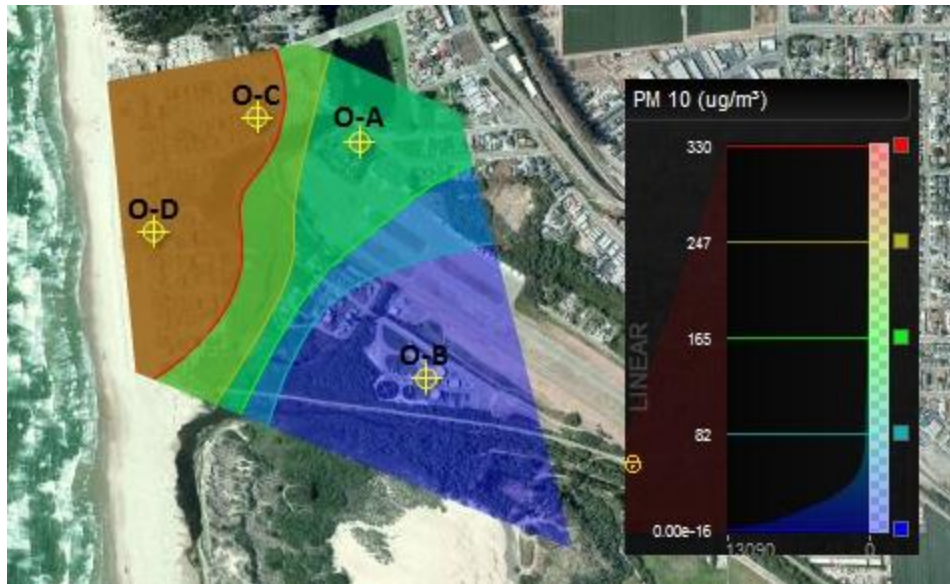 O-C
O-A
O-D
O-B
PM 10 (ug/m³)
330
247
165
82
0.00e-16
LINEAR
13090 0